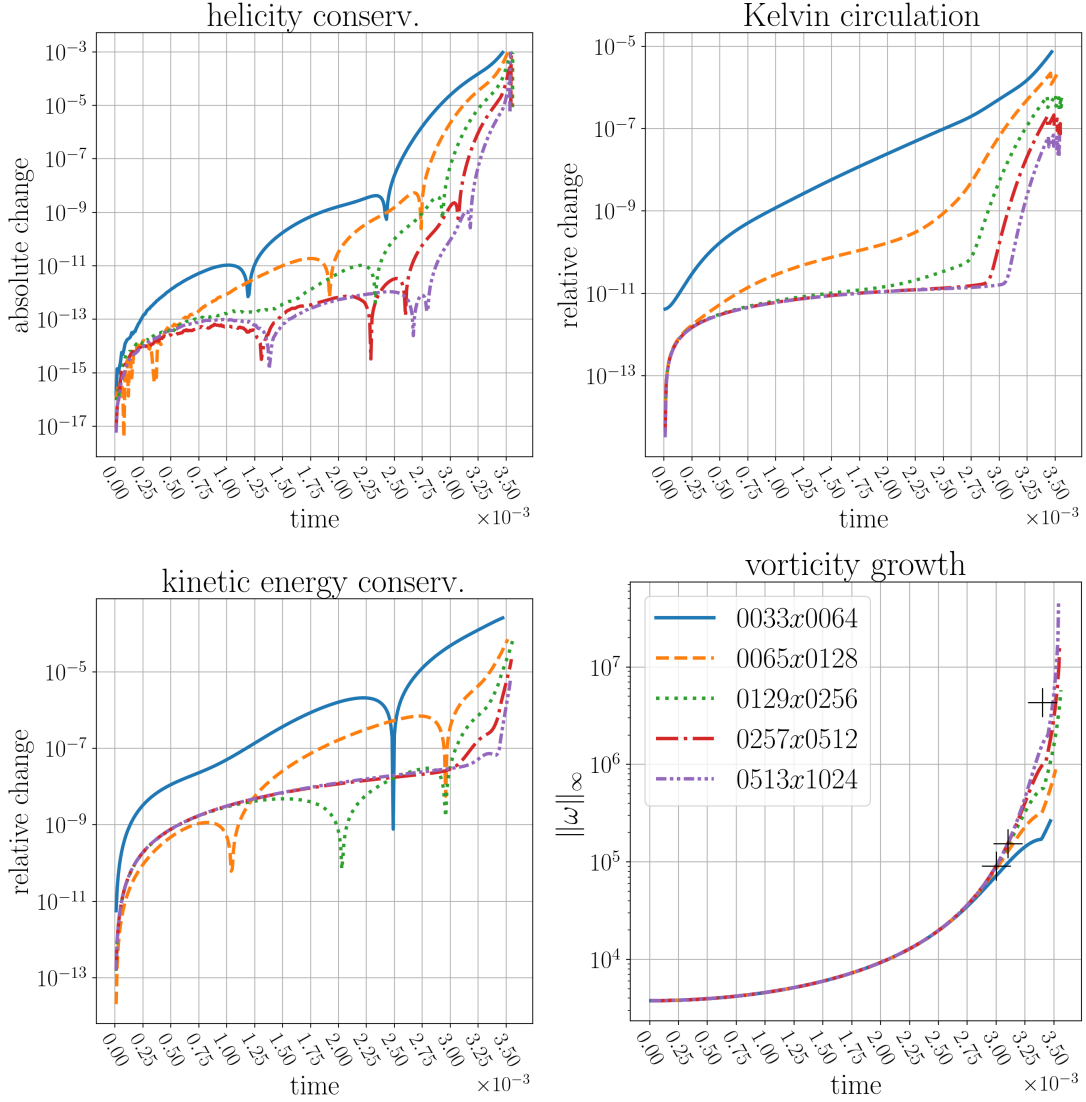 helicity conserv.
absolute change
10⁻³
10⁻⁵
10⁻⁷
10⁻⁹
10⁻¹¹
10⁻¹³
10⁻¹⁵
10⁻¹⁷
0.00 0.25 0.50 0.75 1.00 1.25 1.50 1.75 2.00 2.25 2.50 2.75 3.00 3.25 3.50
time
×10⁻³
Kelvin circulation
relative change
10⁻⁵
10⁻⁷
10⁻⁹
10⁻¹¹
10⁻¹³
0.00 0.25 0.50 0.75 1.00 1.25 1.50 1.75 2.00 2.25 2.50 2.75 3.00 3.25 3.50
time
×10⁻³
kinetic energy conserv.
relative change
10⁻⁵
10⁻⁷
10⁻⁹
10⁻¹¹
10⁻¹³
0.00 0.25 0.50 0.75 1.00 1.25 1.50 1.75 2.00 2.25 2.50 2.75 3.00 3.25 3.50
time
×10⁻³
vorticity growth
‖ω‖∞
10⁷
10⁶
10⁵
10⁴
0033x0064
0065x0128
0129x0256
0257x0512
0513x1024
0.00 0.25 0.50 0.75 1.00 1.25 1.50 1.75 2.00 2.25 2.50 2.75 3.00 3.25 3.50
time
×10⁻³